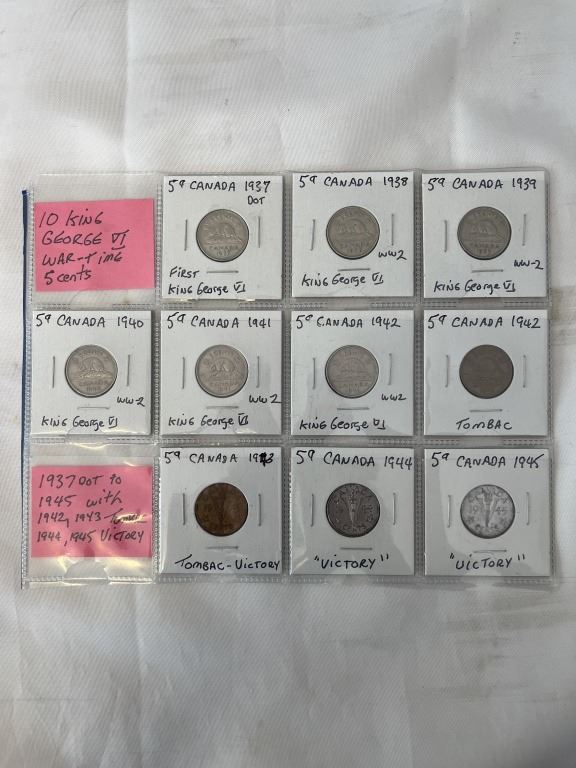 10 KING
GEORGE VI
WAR-TIME
5 CENTS
5¢ CANADA 1937
DOT
FIRST
KING George VI
5¢ CANADA 1938
WW2
KING George VI
5¢ CANADA 1939
WW-2
KING George VI
5¢ CANADA 1940
WW-2
KING George VI
5¢ CANADA 1941
WW2
KING George VI
5¢ CANADA 1942
WW2
KING George VI
5¢ CANADA 1942
TOMBAC
1937 DOT TO
1945 with
1942, 1943 TOMBAC
1944, 1945 VICTORY
5¢ CANADA 1943
TOMBAC-VICTORY
5¢ CANADA 1944
"VICTORY"
5¢ CANADA 1945
1945
"VICTORY"